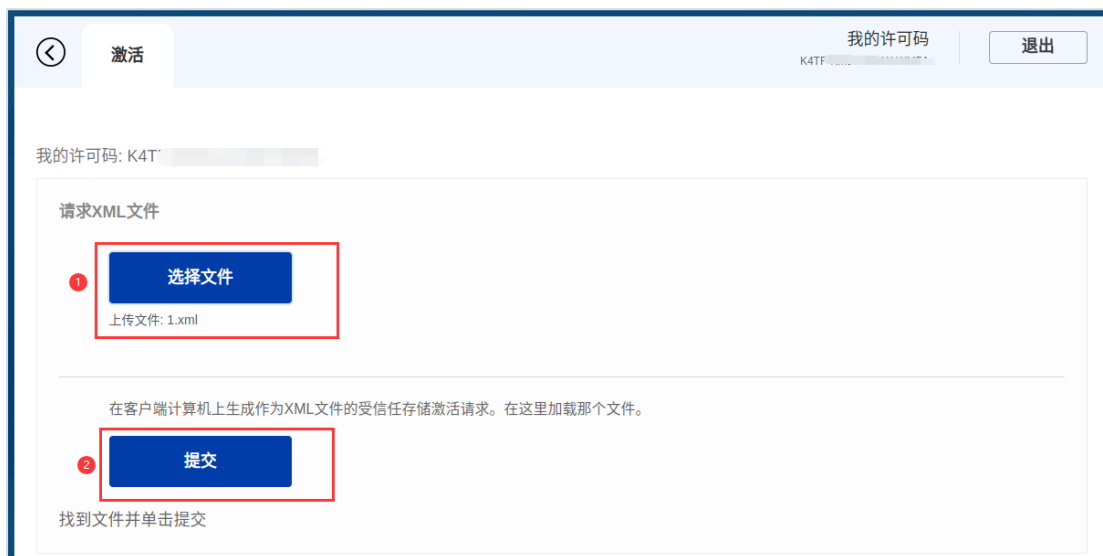 激活
我的许可码
退出
K4TF
我的许可码: K4T
请求XML文件
1
选择文件
上传文件: 1.xml
在客户端计算机上生成作为XML文件的受信任存储激活请求。在这里加载那个文件。
2
提交
找到文件并单击提交